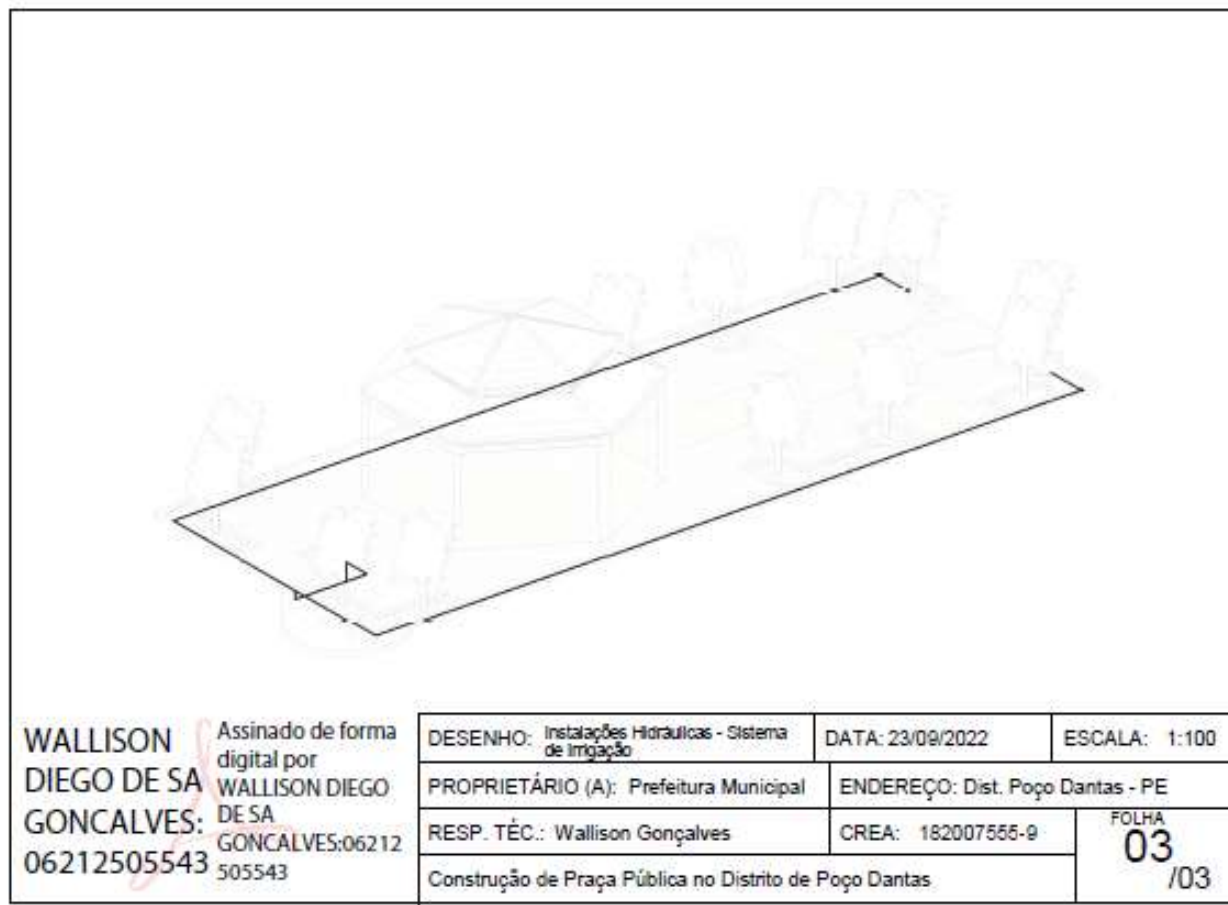 WALLISON
DIEGO DE SA
GONCALVES:
06212505543
Assinado de forma
digital por
WALLISON DIEGO
DE SA
GONCALVES:06212
505543
DESENHO: Instalações Hidráulicas - Sistema
de Irrigação
DATA: 23/09/2022
ESCALA: 1:100
PROPRIETÁRIO (A): Prefeitura Municipal
ENDEREÇO: Dist. Poço Dantas - PE
RESP. TÉC.: Wallison Gonçalves
CREA: 182007555-9
FOLHA
03
/03
Construção de Praça Pública no Distrito de Poço Dantas